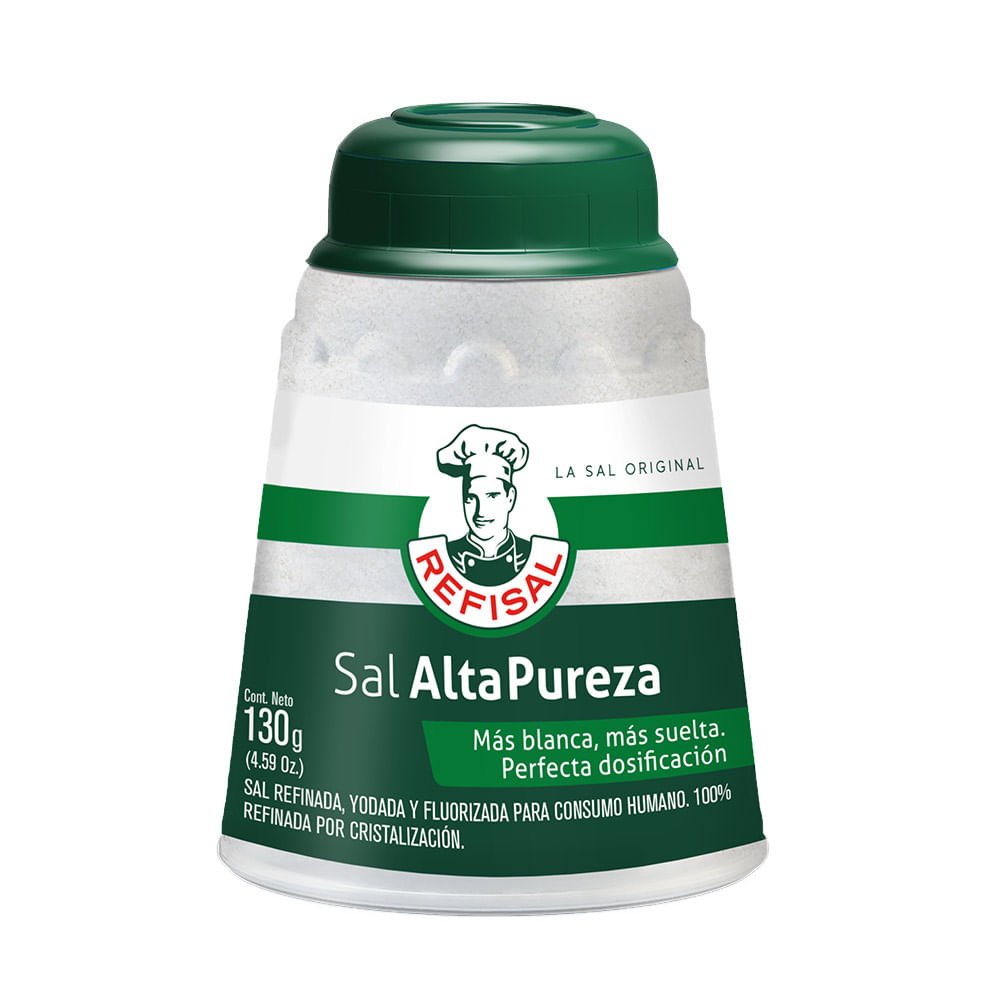 LA SAL ORIGINAL
REFISAL
Sal AltaPureza
Cont. Neto
130g
(4.59 Oz.)
Más blanca, más suelta.
Perfecta dosificación
SAL REFINADA, YODADA Y FLUORIZADA PARA CONSUMO HUMANO. 100%
REFINADA POR CRISTALIZACIÓN.